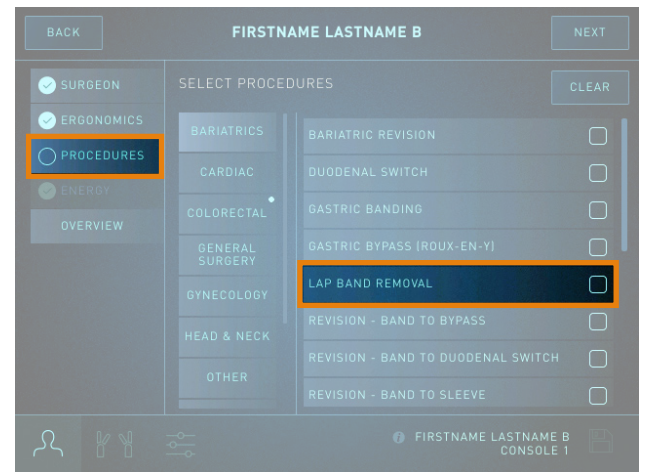 BACK
FIRSTNAME LASTNAME B
NEXT
SURGEON
ERGONOMICS
PROCEDURES
ENERGY
OVERVIEW
SELECT PROCEDURES
CLEAR
BARIATRICS
CARDIAC
COLORECTAL
GENERAL
SURGERY
GYNECOLOGY
HEAD & NECK
OTHER
BARIATRIC REVISION
DUODENAL SWITCH
GASTRIC BANDING
GASTRIC BYPASS (ROUX-EN-Y)
LAP BAND REMOVAL
REVISION - BAND TO BYPASS
REVISION - BAND TO DUODENAL SWITCH
REVISION - BAND TO SLEEVE
FIRSTNAME LASTNAME B
CONSOLE 1